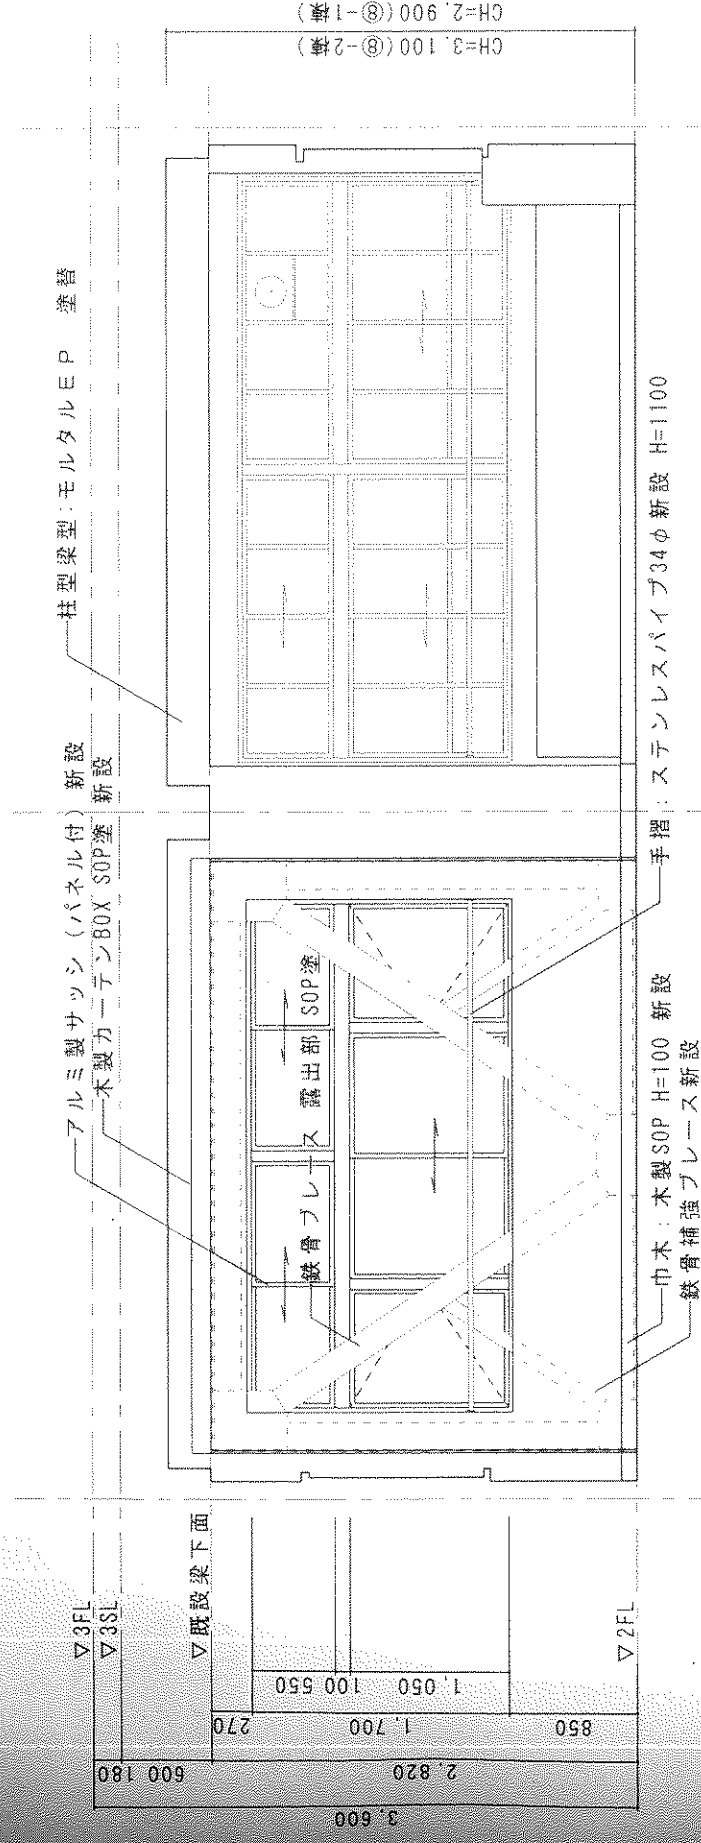 ▽3FL
▽3SL
▽既設梁下面
▽2FL
3,600
180
600
2,820
270
1,700
850
550
100
1,050
アルミ製サッシ(パネル付) 新設
木製カーテンBOX SOP塗 新設
柱型梁型:モルタルEP 塗替
鉄骨ブレース 露出部 SOP塗
手摺:ステンレスパイプ34φ新設 H=1100
巾木:木製SOP H=100 新設
鉄骨補強ブレース新設
CH=2,900(⑧-1棟)
CH=3,100(⑧-2棟)